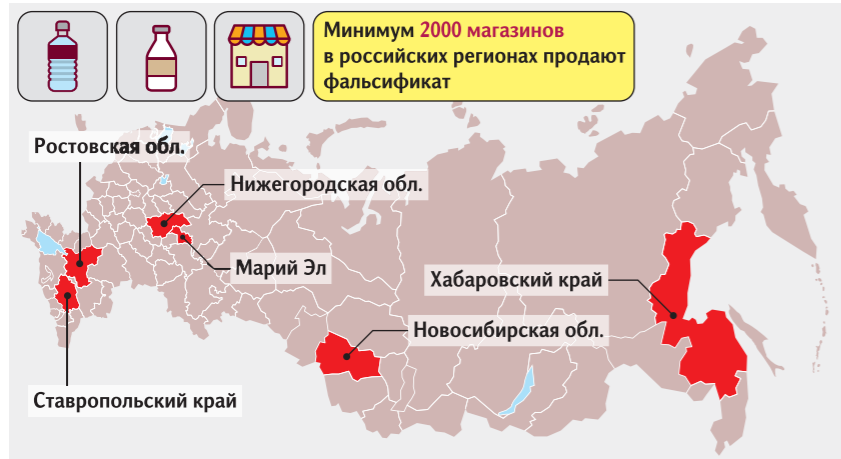 Минимум 2000 магазинов
в российских регионах продают
фальсификат
Ростовская обл.
Нижегородская обл.
Марий Эл
Хабаровский край
Новосибирская обл.
Ставропольский край